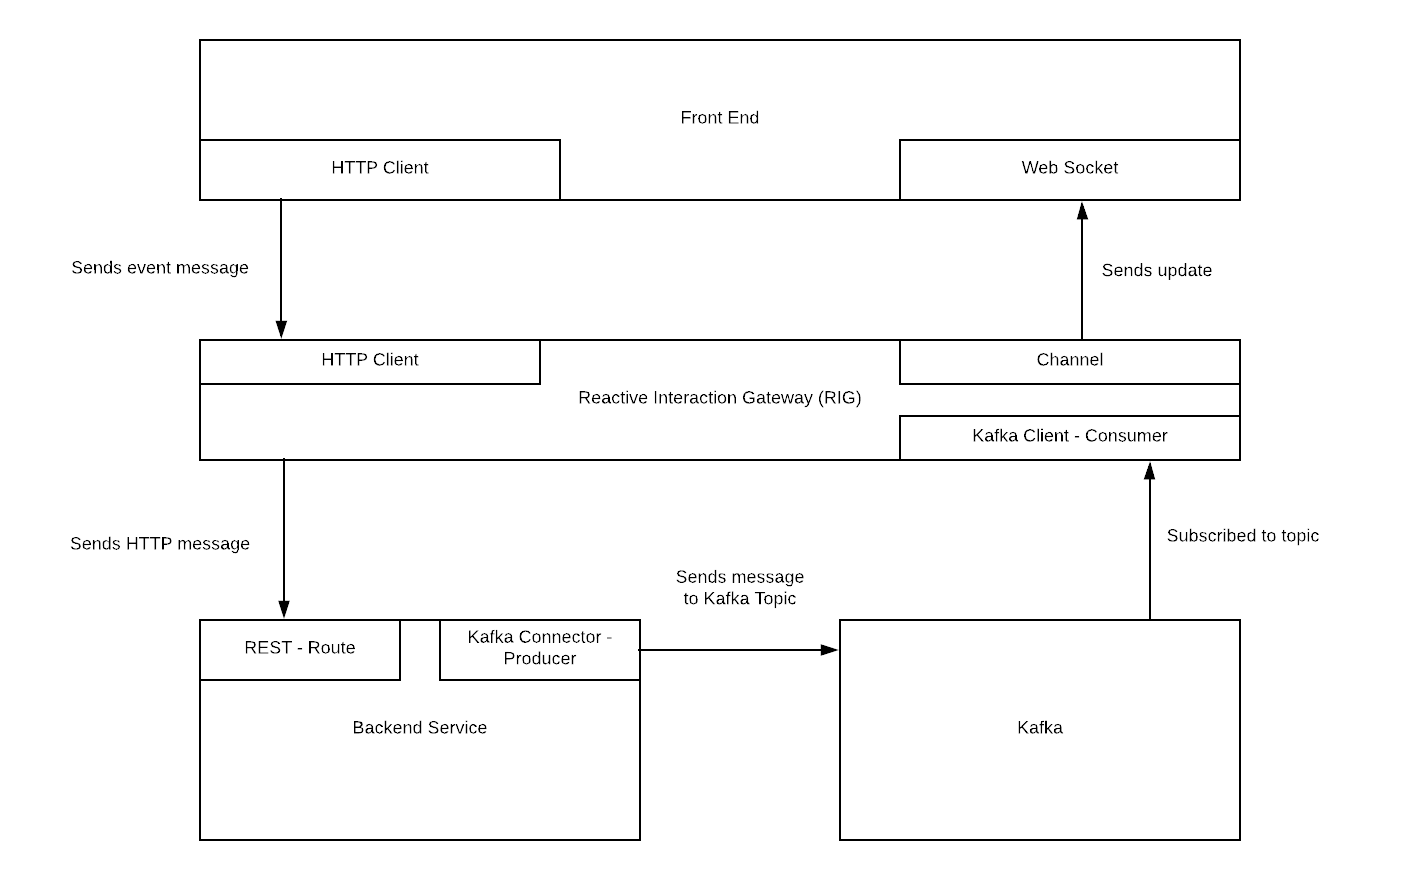 Front End
HTTP Client
Web Socket
Sends event message
Sends update
HTTP Client
Channel
Reactive Interaction Gateway (RIG)
Kafka Client - Consumer
Sends HTTP message
Subscribed to topic
Sends message
to Kafka Topic
REST - Route
Kafka Connector -
Producer
Backend Service
Kafka